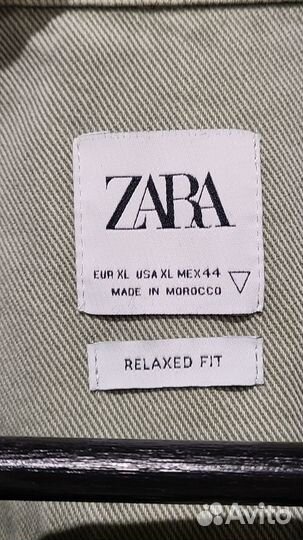 ZARA
EUR XL USA XL MEX 44
MADE IN MOROCCO
RELAXED FIT
Avito